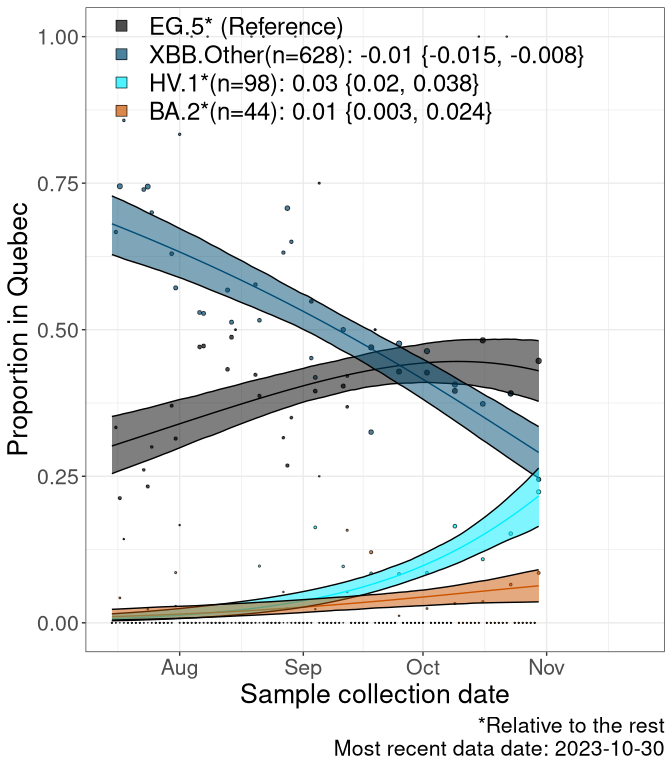 EG.5* (Reference)
XBB.Other(n=628): -0.01 {-0.015, -0.008}
HV.1*(n=98): 0.03 {0.02, 0.038}
BA.2*(n=44): 0.01 {0.003, 0.024}
Proportion in Quebec
1.00
0.75
0.50
0.25
0.00
Aug Sep Oct Nov
Sample collection date
*Relative to the rest
Most recent data date: 2023-10-30